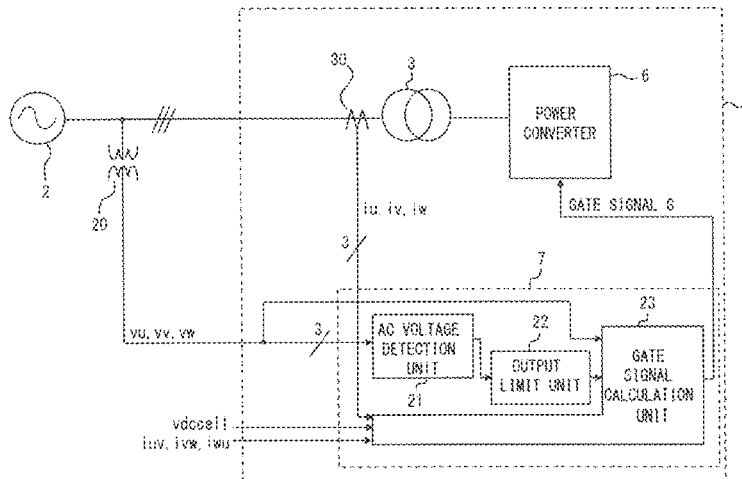 30
3
6
POWER
CONVERTER
2
20
iu, iv, iw
GATE SIGNAL G
3
7
vu, vv, vw
3
AC VOLTAGE
DETECTION
UNIT
21
22
OUTPUT
LIMIT UNIT
23
GATE
SIGNAL
CALCULATION
UNIT
vdccell
iuv, ivw, iwu